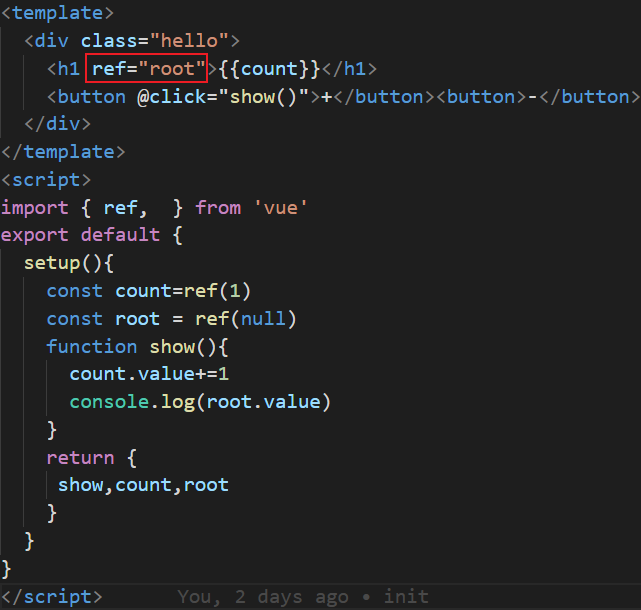 <template>
  <div class="hello">
    <h1 ref="root">{{count}}</h1>
    <button @click="show()">+</button><button>-</button>
  </div>
</template>
<script>
import { ref,  } from 'vue'
export default {
  setup(){
    const count=ref(1)
    const root = ref(null)
    function show(){
      count.value+=1
      console.log(root.value)
    }
    return {
     show,count,root
    }
  }
}
</script>      You, 2 days ago • init